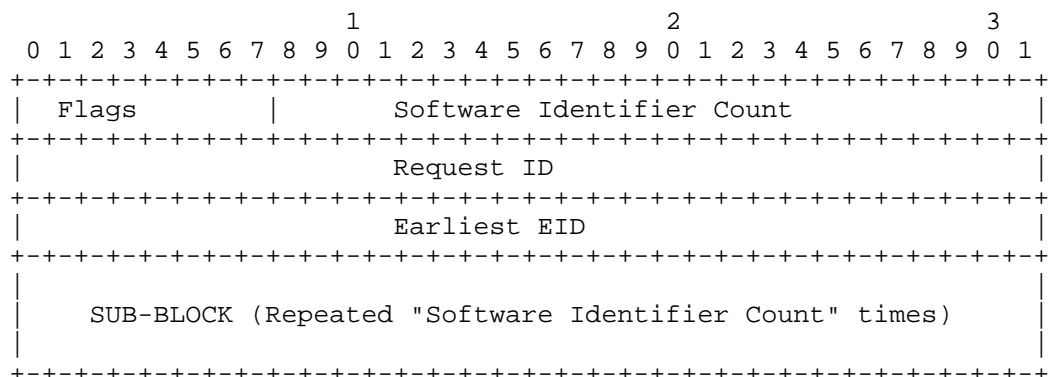 1                   2                   3
 0 1 2 3 4 5 6 7 8 9 0 1 2 3 4 5 6 7 8 9 0 1 2 3 4 5 6 7 8 9 0 1
+-+-+-+-+-+-+-+-+-+-+-+-+-+-+-+-+-+-+-+-+-+-+-+-+-+-+-+-+-+-+-+-+
|  Flags        |       Software Identifier Count               |
+-+-+-+-+-+-+-+-+-+-+-+-+-+-+-+-+-+-+-+-+-+-+-+-+-+-+-+-+-+-+-+-+
|                       Request ID                              |
+-+-+-+-+-+-+-+-+-+-+-+-+-+-+-+-+-+-+-+-+-+-+-+-+-+-+-+-+-+-+-+-+
|                       Earliest EID                            |
+-+-+-+-+-+-+-+-+-+-+-+-+-+-+-+-+-+-+-+-+-+-+-+-+-+-+-+-+-+-+-+-+
|                                                               |
|    SUB-BLOCK (Repeated "Software Identifier Count" times)     |
|                                                               |
+-+-+-+-+-+-+-+-+-+-+-+-+-+-+-+-+-+-+-+-+-+-+-+-+-+-+-+-+-+-+-+-+